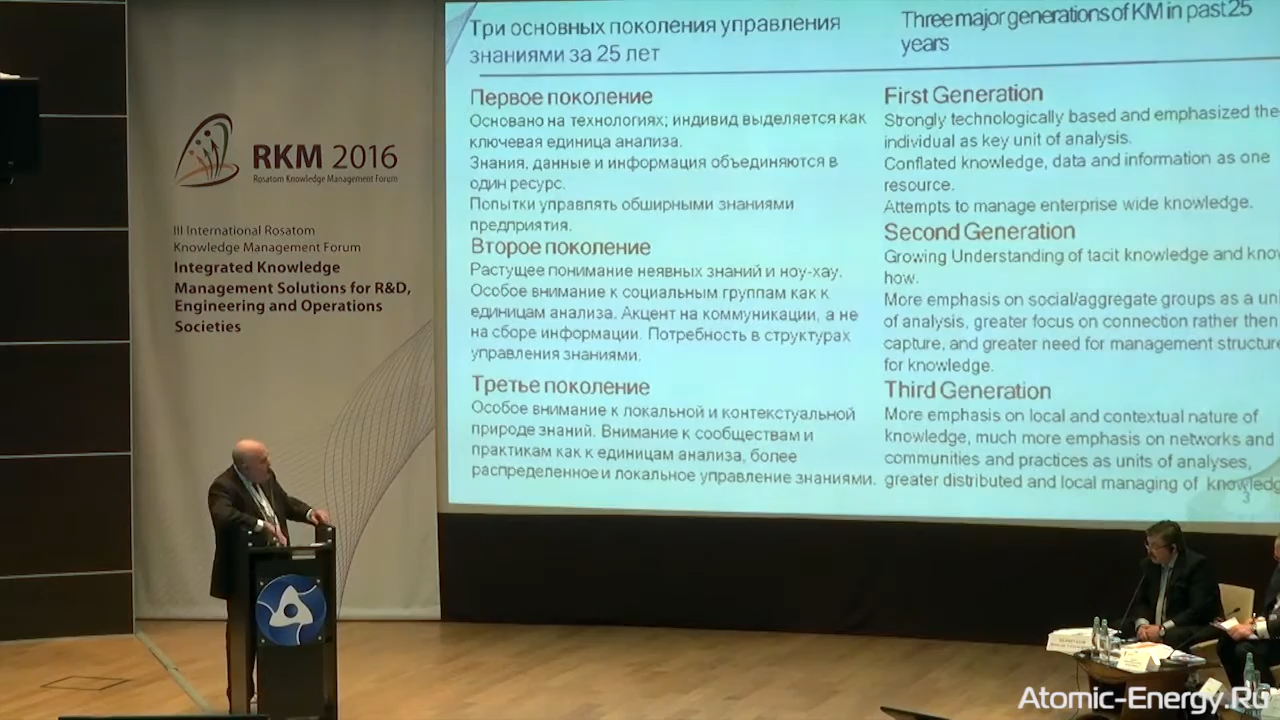 RKM 2016
Rosatom Knowledge Management Forum
III International Rosatom
Knowledge Management Forum
Integrated Knowledge
Management Solutions for R&D,
Engineering and Operations
Societies
Три основных поколения управления
знаниями за 25 лет
Первое поколение
Основано на технологиях; индивид выделяется как
ключевая единица анализа.
Знания, данные и информация объединяются в
один ресурс.
Попытки управлять обширными знаниями
предприятия.
Второе поколение
Растущее понимание неявных знаний и ноу-хау.
Особое внимание к социальным группам как к
единицам анализа. Акцент на коммуникации, а не
на сборе информации. Потребность в структурах
управления знаниями.
Третье поколение
Особое внимание к локальной и контекстуальной
природе знаний. Внимание к сообществам и
практикам как к единицам анализа, более
распределенное и локальное управление знаниями.
Three major generations of KM in past 25
years
First Generation
Strongly technologically based and emphasized the
individual as key unit of analysis.
Conflated knowledge, data and information as one
resource.
Attempts to manage enterprise wide knowledge.
Second Generation
Growing Understanding of tacit knowledge and kno
how.
More emphasis on social/aggregate groups as a un
of analysis, greater focus on connection rather then
capture, and greater need for management structure
for knowledge.
Third Generation
More emphasis on local and contextual nature of
knowledge, much more emphasis on networks and
communities and practices as units of analyses,
greater distributed and local managing of knowledg
3
Atomic-Energy.Ru